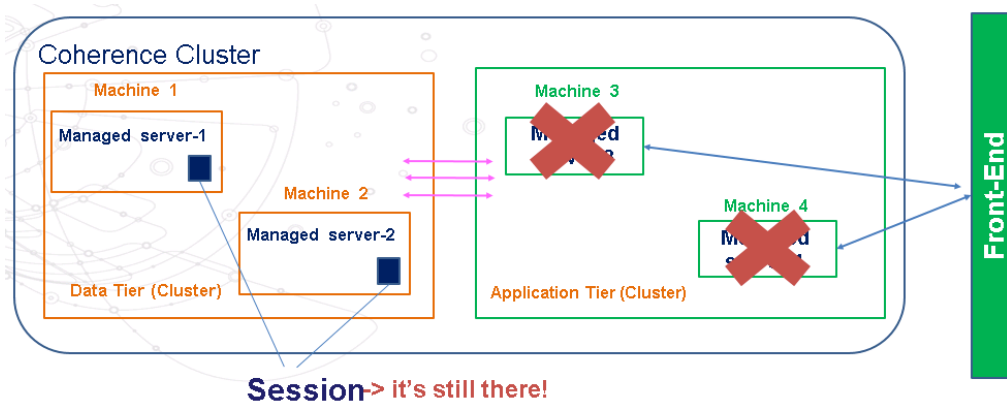 Coherence Cluster
Machine 1
Managed server-1
Machine 2
Managed server-2
Data Tier (Cluster)
Machine 3
Machine 4
Application Tier (Cluster)
Front-End
Session-> it's still there!